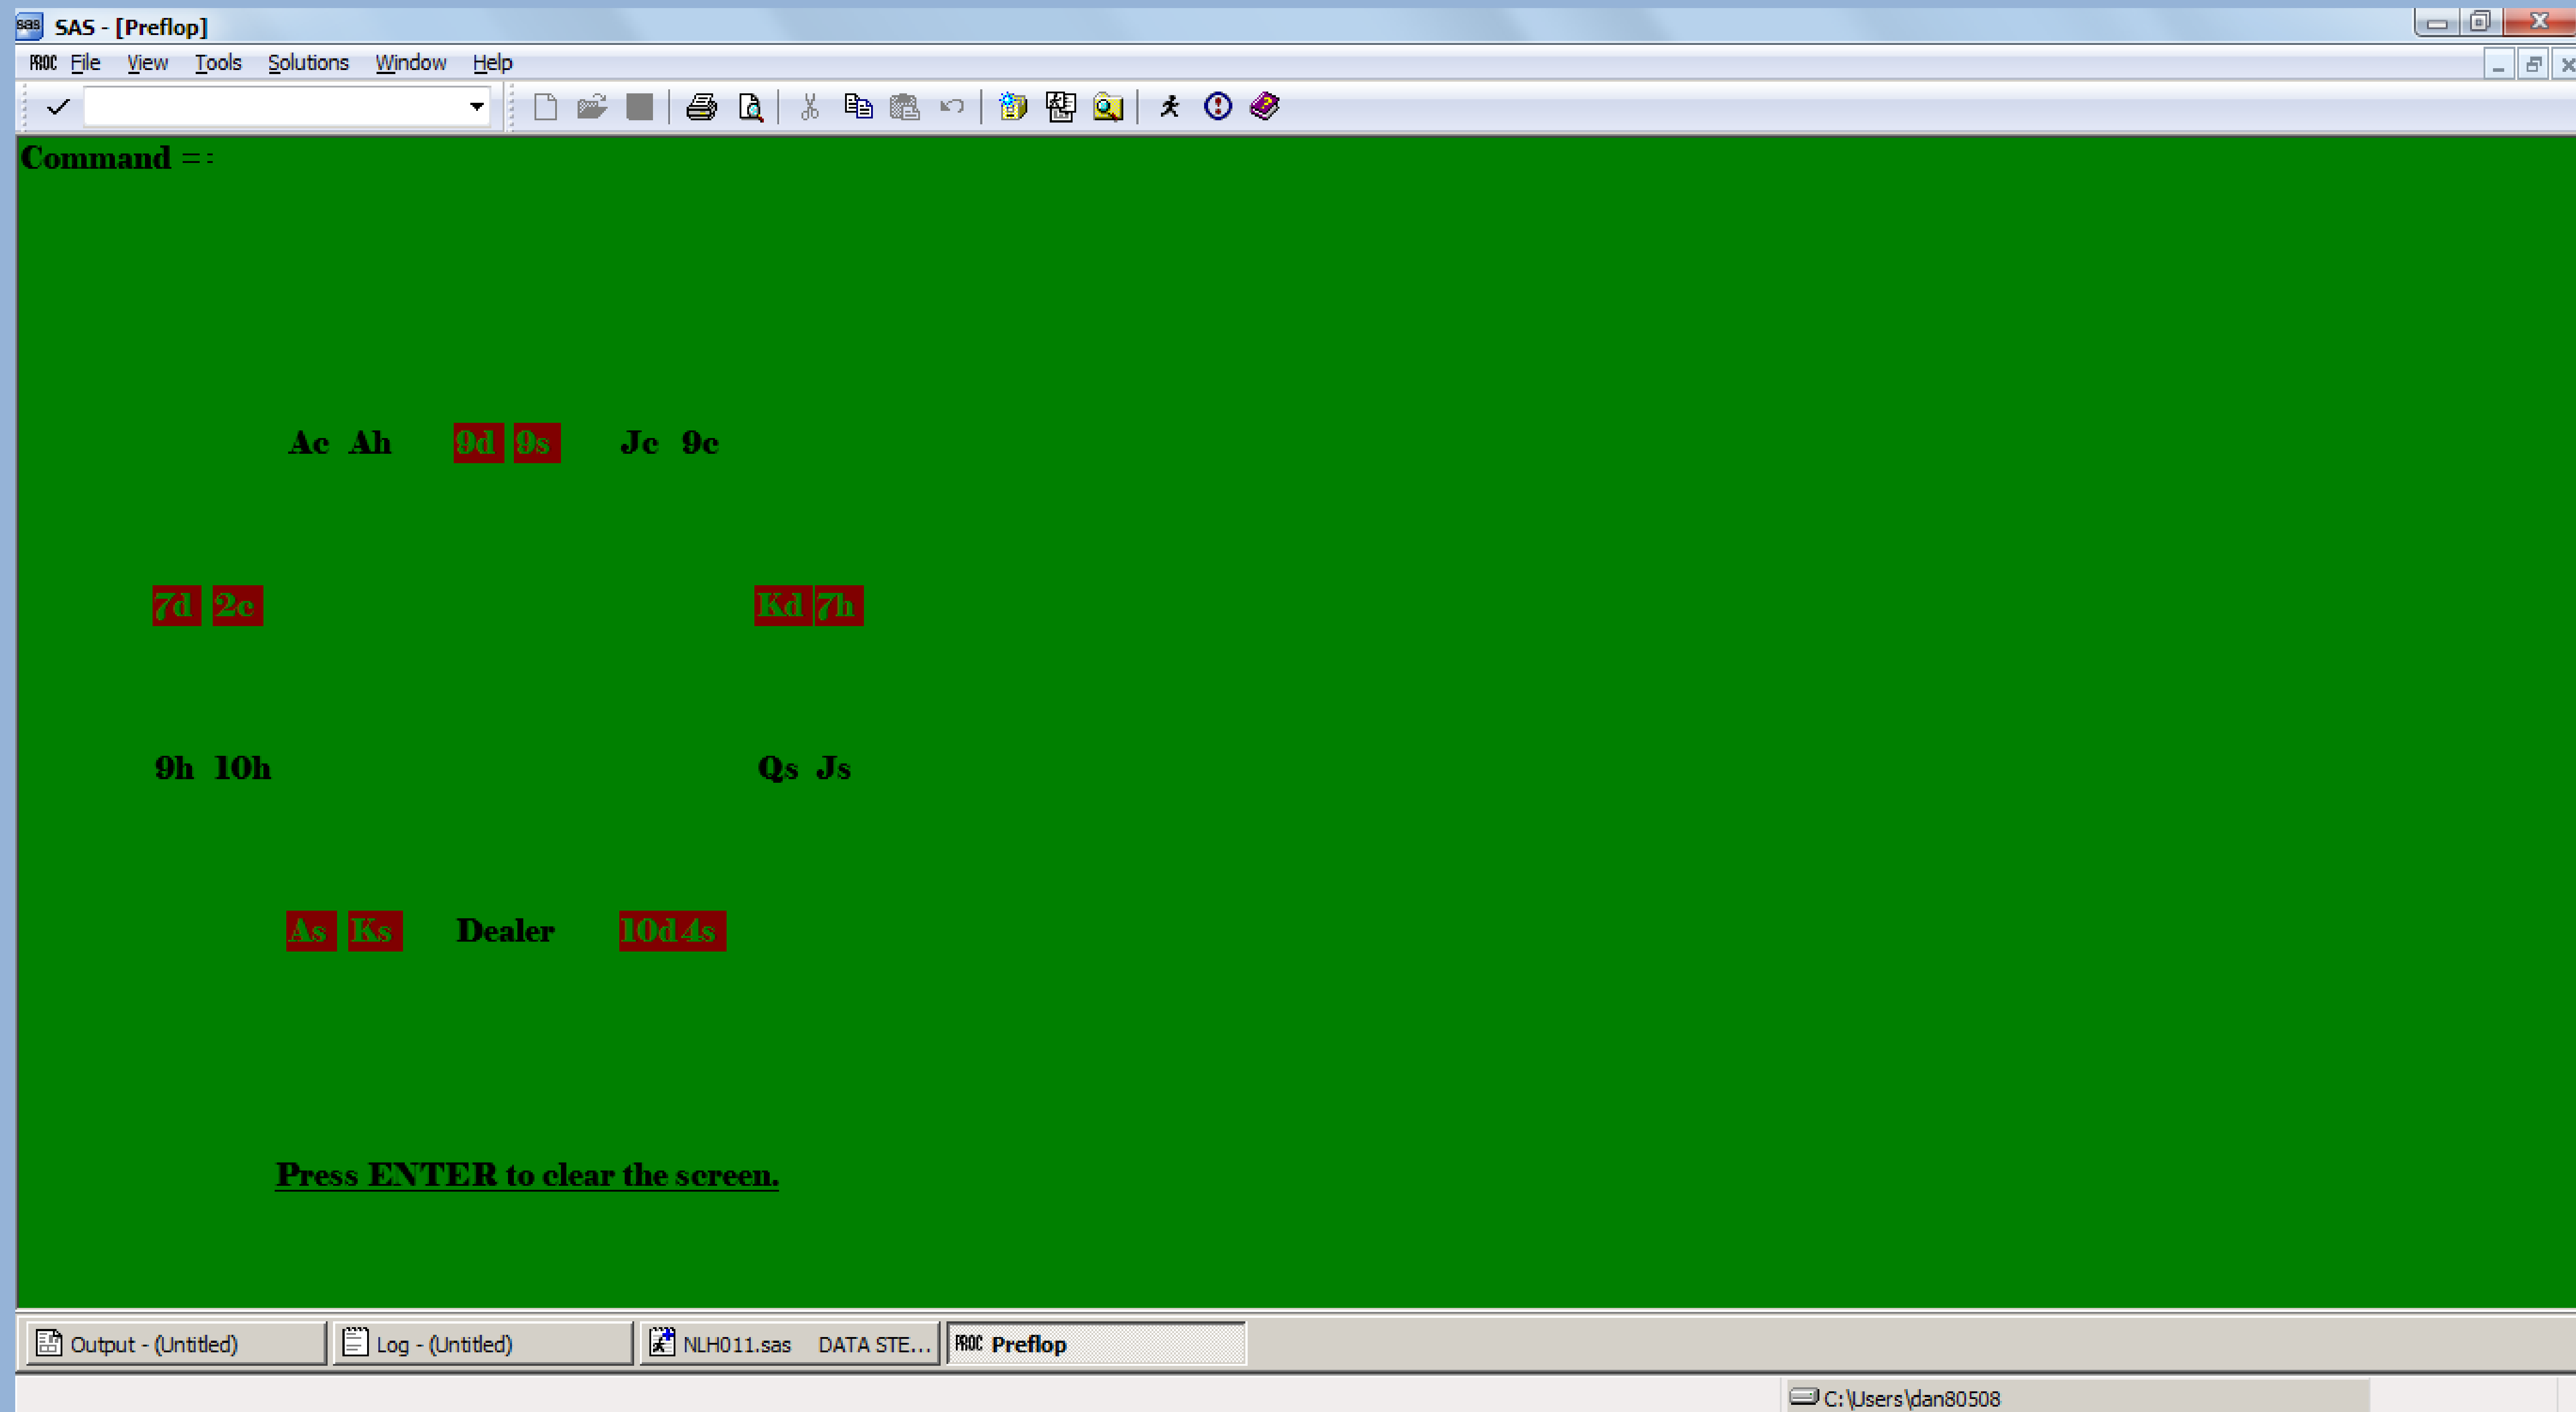 SAS - [Preflop]
PROC File View Tools Solutions Window Help
Command =:
Ac Ah 9d 9s Jc 9c
7d 2c Kd 7h
9h 10h Qs Js
As Ks Dealer 10d 4s
Press ENTER to clear the screen.
Output - (Untitled) Log - (Untitled) NLH011.sas DATA STE... PROC Preflop
C:\Users\dan80508